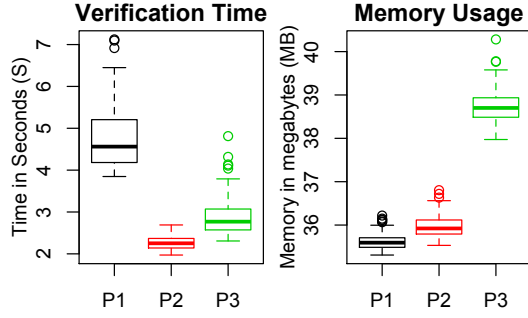 Verification Time
Time in Seconds (S)
7
6
5
4
3
2
P1
P2
P3
Memory Usage
Memory in megabytes (MB)
40
39
38
37
36
P1
P2
P3